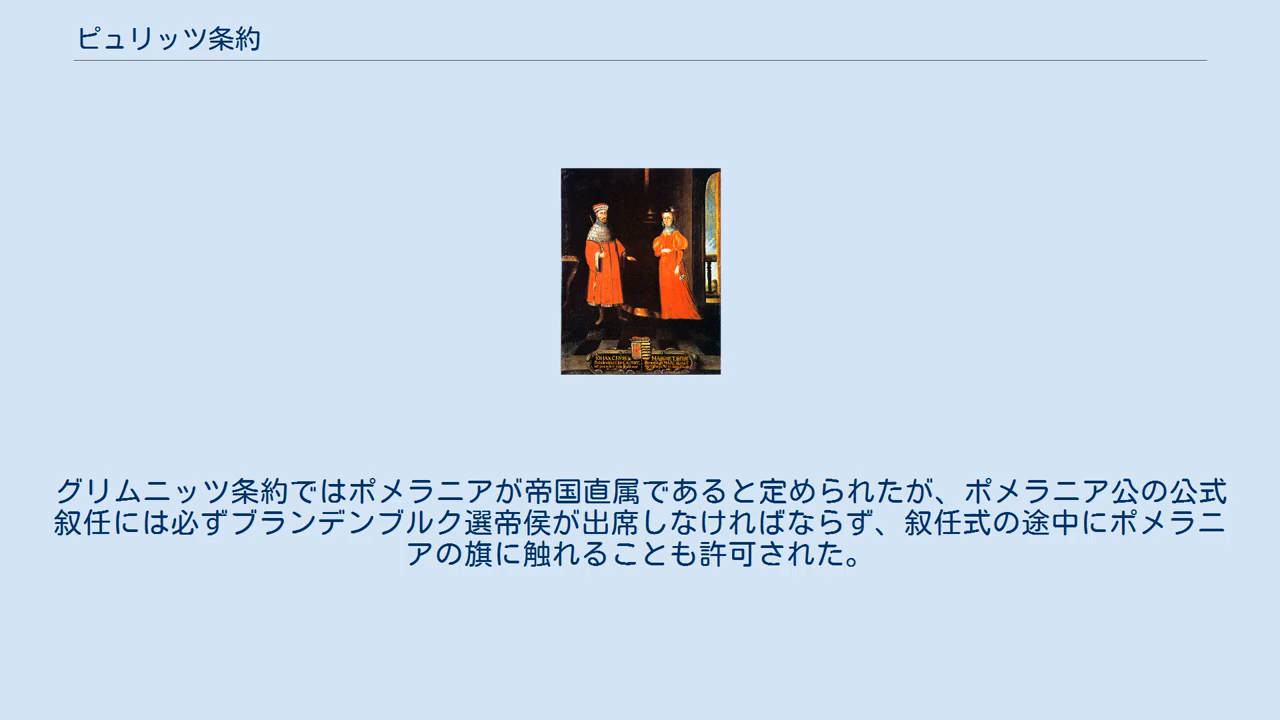 ピュリッツ条約
グリムニッツ条約ではポメラニアが帝国直属であると定められたが、ポメラニア公の公式
叙任には必ずブランデンブルク選帝侯が出席しなければならず、叙任式の途中にポメラニ
アの旗に触れることも許可された。